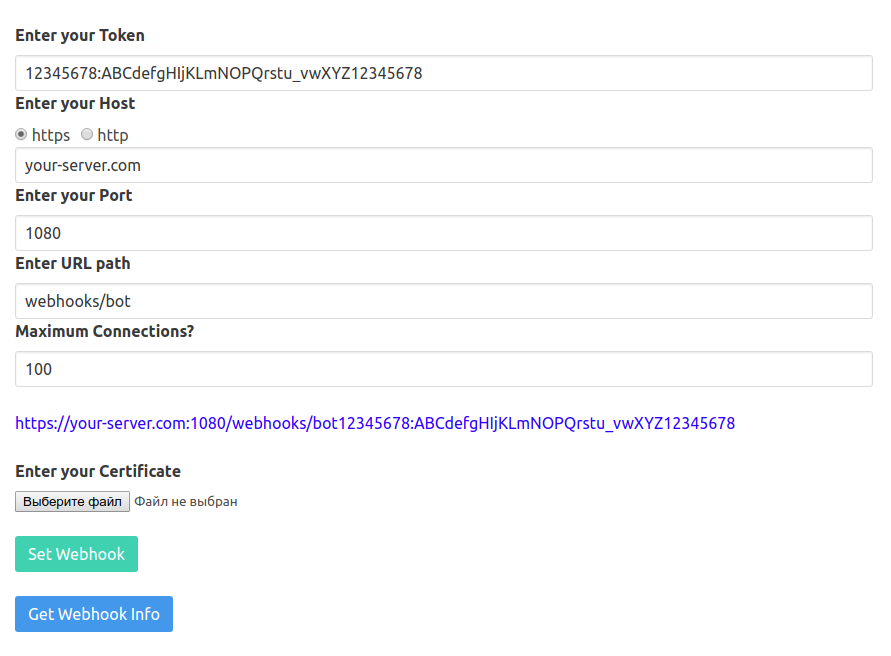 Enter your Token
12345678:ABCdefgHIjKLmNOPQrstu_vwXYZ12345678
Enter your Host
https http
your-server.com
Enter your Port
1080
Enter URL path
webhooks/bot
Maximum Connections?
100
https://your-server.com:1080/webhooks/bot12345678:ABCdefgHIjKLmNOPQrstu_vwXYZ12345678
Enter your Certificate
Выберите файл Файл не выбран
Set Webhook
Get Webhook Info